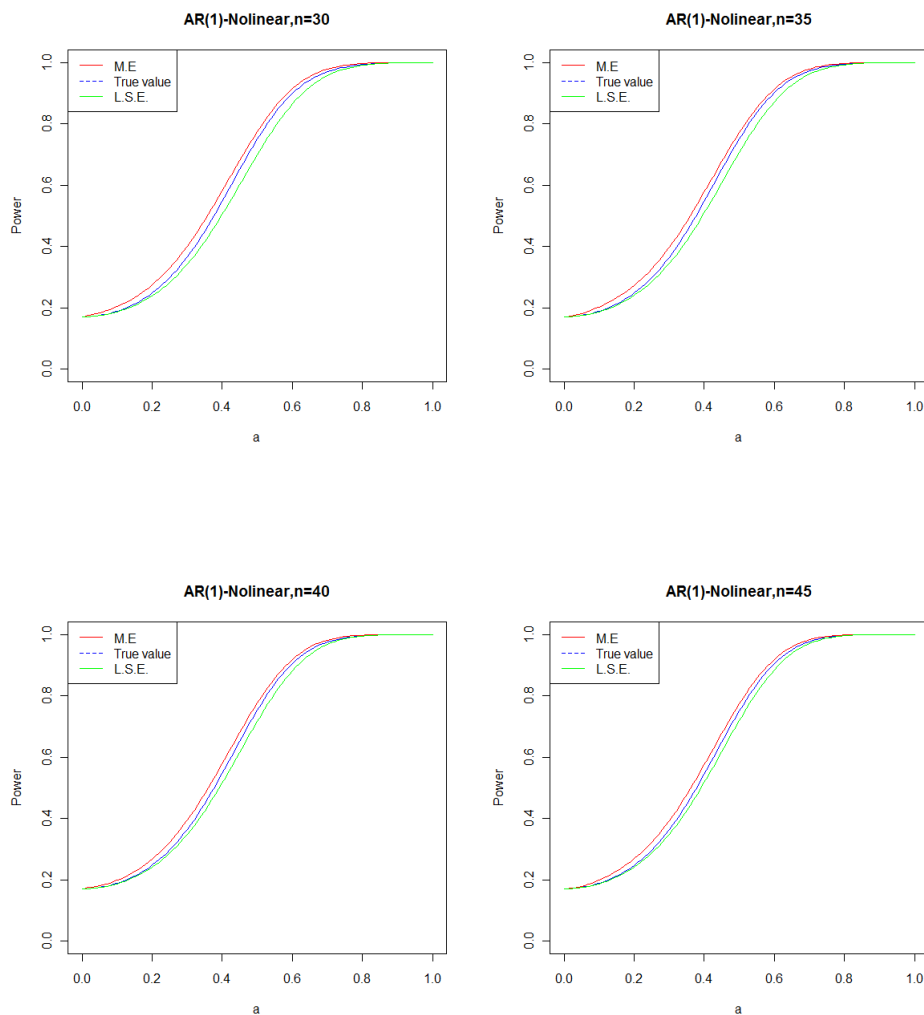 AR(1)-Nolinear,n=30
M.E
True value
L.S.E.
1.0
0.8
0.6
0.4
0.2
0.0
Power
0.0 0.2 0.4 0.6 0.8 1.0
a
AR(1)-Nolinear,n=35
M.E
True value
L.S.E.
1.0
0.8
0.6
0.4
0.2
0.0
Power
0.0 0.2 0.4 0.6 0.8 1.0
a
AR(1)-Nolinear,n=40
M.E
True value
L.S.E.
1.0
0.8
0.6
0.4
0.2
0.0
Power
0.0 0.2 0.4 0.6 0.8 1.0
a
AR(1)-Nolinear,n=45
M.E
True value
L.S.E.
1.0
0.8
0.6
0.4
0.2
0.0
Power
0.0 0.2 0.4 0.6 0.8 1.0
a